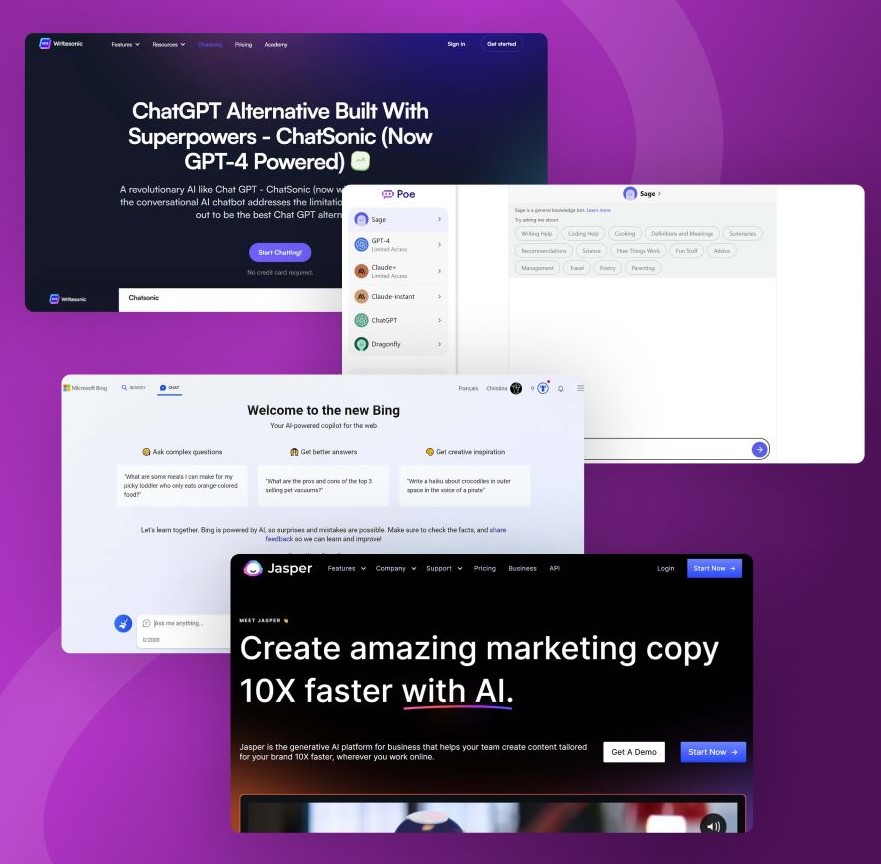 Writesonic
Features Resources Chatsonic Pricing Academy Sign in Get started
ChatGPT Alternative Built With
Superpowers - ChatSonic (Now
GPT-4 Powered)
A revolutionary AI like Chat GPT - ChatSonic (now w
the conversational AI chatbot addresses the limitatio
out to be the best Chat GPT altern
Start Chatting!
No credit card required.
Writesonic
Chatsonic
Poe
Sage
GPT-4
Limited Access
Claude+
Limited Access
Claude-instant
ChatGPT
Dragonfly
Sage
Sage is a general knowledge bot. Learn more
Try asking me about
Writing Help Coding Help Cooking Definitions and Meanings Summaries
Recommendations Science How Things Work Fun Stuff Advice
Management Travel Poetry Parenting
Microsoft Bing SEARCH CHAT Français Christina 9
Welcome to the new Bing
Your AI-powered copilot for the web
Ask complex questions
"What are some meals I can make for my
picky toddler who only eats orange-colored
food?"
Get better answers
"What are the pros and cons of the top 3
selling pet vacuums?"
Get creative inspiration
"Write a haiku about crocodiles in outer
space in the voice of a pirate"
Let's learn together. Bing is powered by AI, so surprises and mistakes are possible. Make sure to check the facts, and share
feedback so we can learn and improve!
Ask me anything...
0/2000
Jasper
Features Company Support Pricing Business API Login Start Now →
MEET JASPER
Create amazing marketing copy
10X faster with AI.
Jasper is the generative AI platform for business that helps your team create content tailored
for your brand 10X faster, wherever you work online.
Get A Demo Start Now →